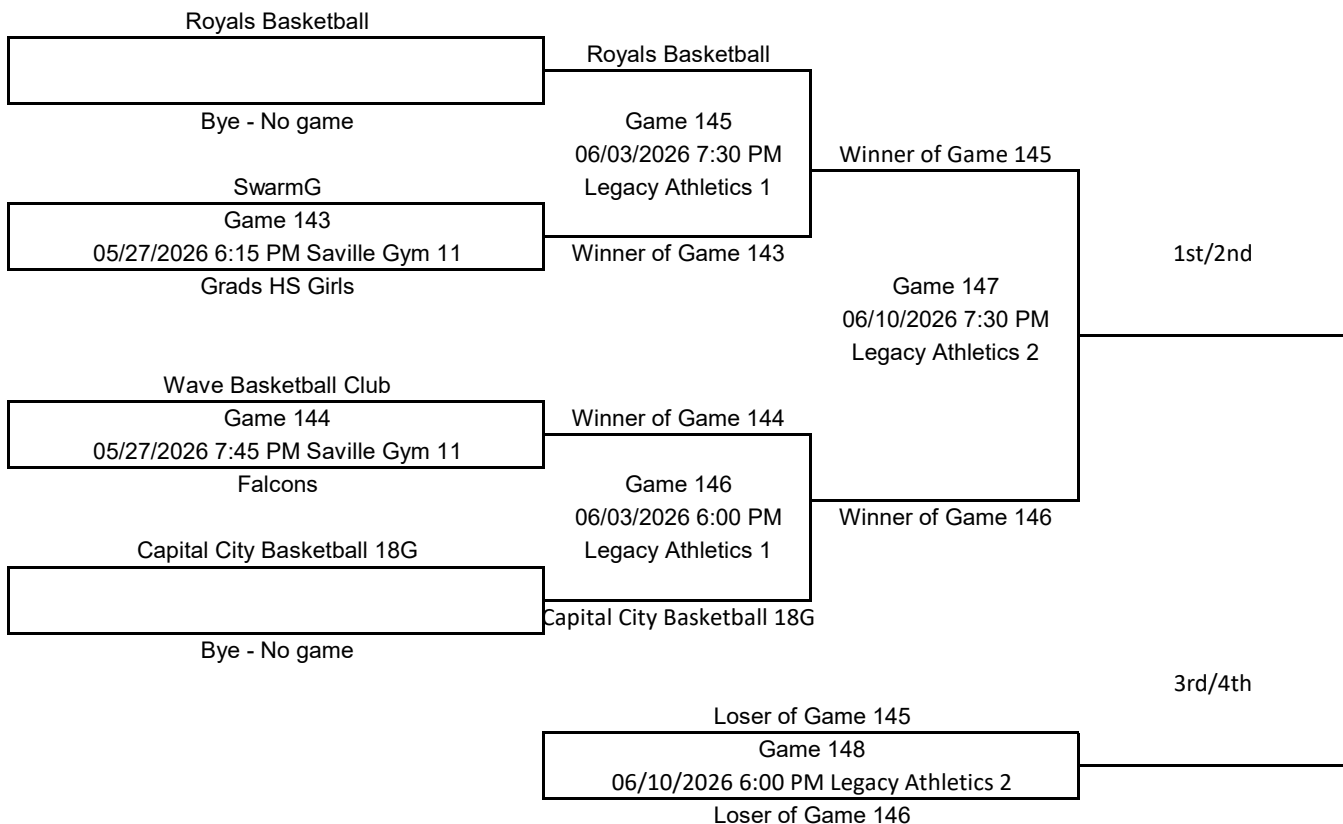 Royals Basketball
Bye - No game
SwarmG
Game 143
05/27/2026 6:15 PM Saville Gym 11
Grads HS Girls
Wave Basketball Club
Game 144
05/27/2026 7:45 PM Saville Gym 11
Falcons
Capital City Basketball 18G
Bye - No game
Royals Basketball
Game 145
06/03/2026 7:30 PM
Legacy Athletics 1
Winner of Game 143
Winner of Game 144
Game 146
06/03/2026 6:00 PM
Legacy Athletics 1
Capital City Basketball 18G
Winner of Game 145
Game 147
06/10/2026 7:30 PM
Legacy Athletics 2
Winner of Game 146
1st/2nd
Loser of Game 145
Game 148
06/10/2026 6:00 PM Legacy Athletics 2
Loser of Game 146
3rd/4th